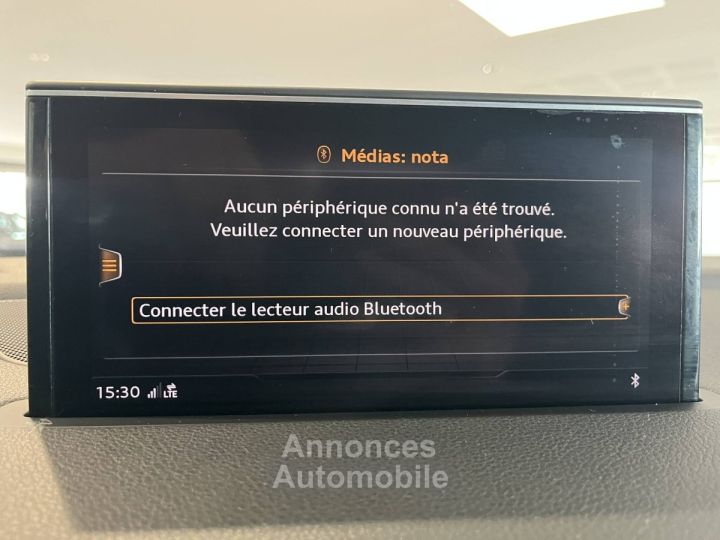 Médias: nota
Aucun périphérique connu n'a été trouvé.
Veuillez connecter un nouveau périphérique.
Connecter le lecteur audio Bluetooth
15:30 LTE
Annonces
Automobile